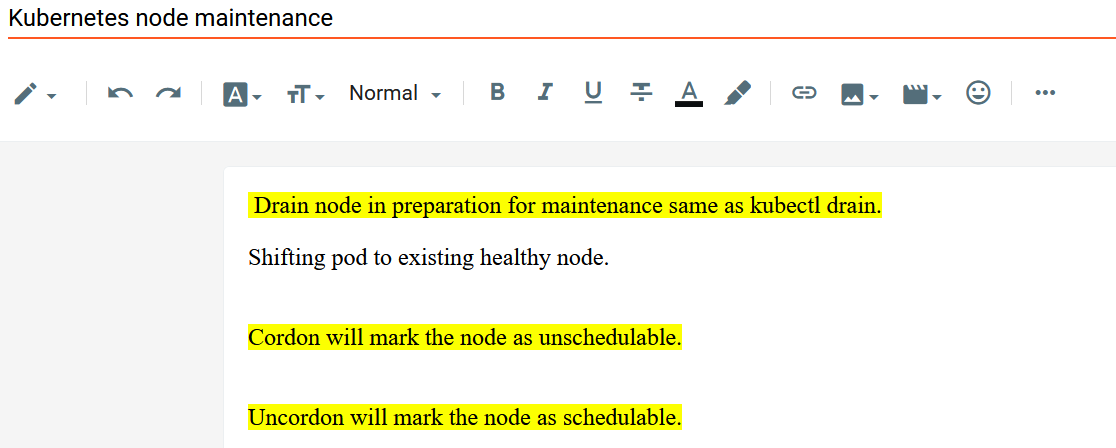 Kubernetes node maintenance
A TT Normal B I U T A
Drain node in preparation for maintenance same as kubectl drain.
Shifting pod to existing healthy node.
Cordon will mark the node as unschedulable.
Uncordon will mark the node as schedulable.